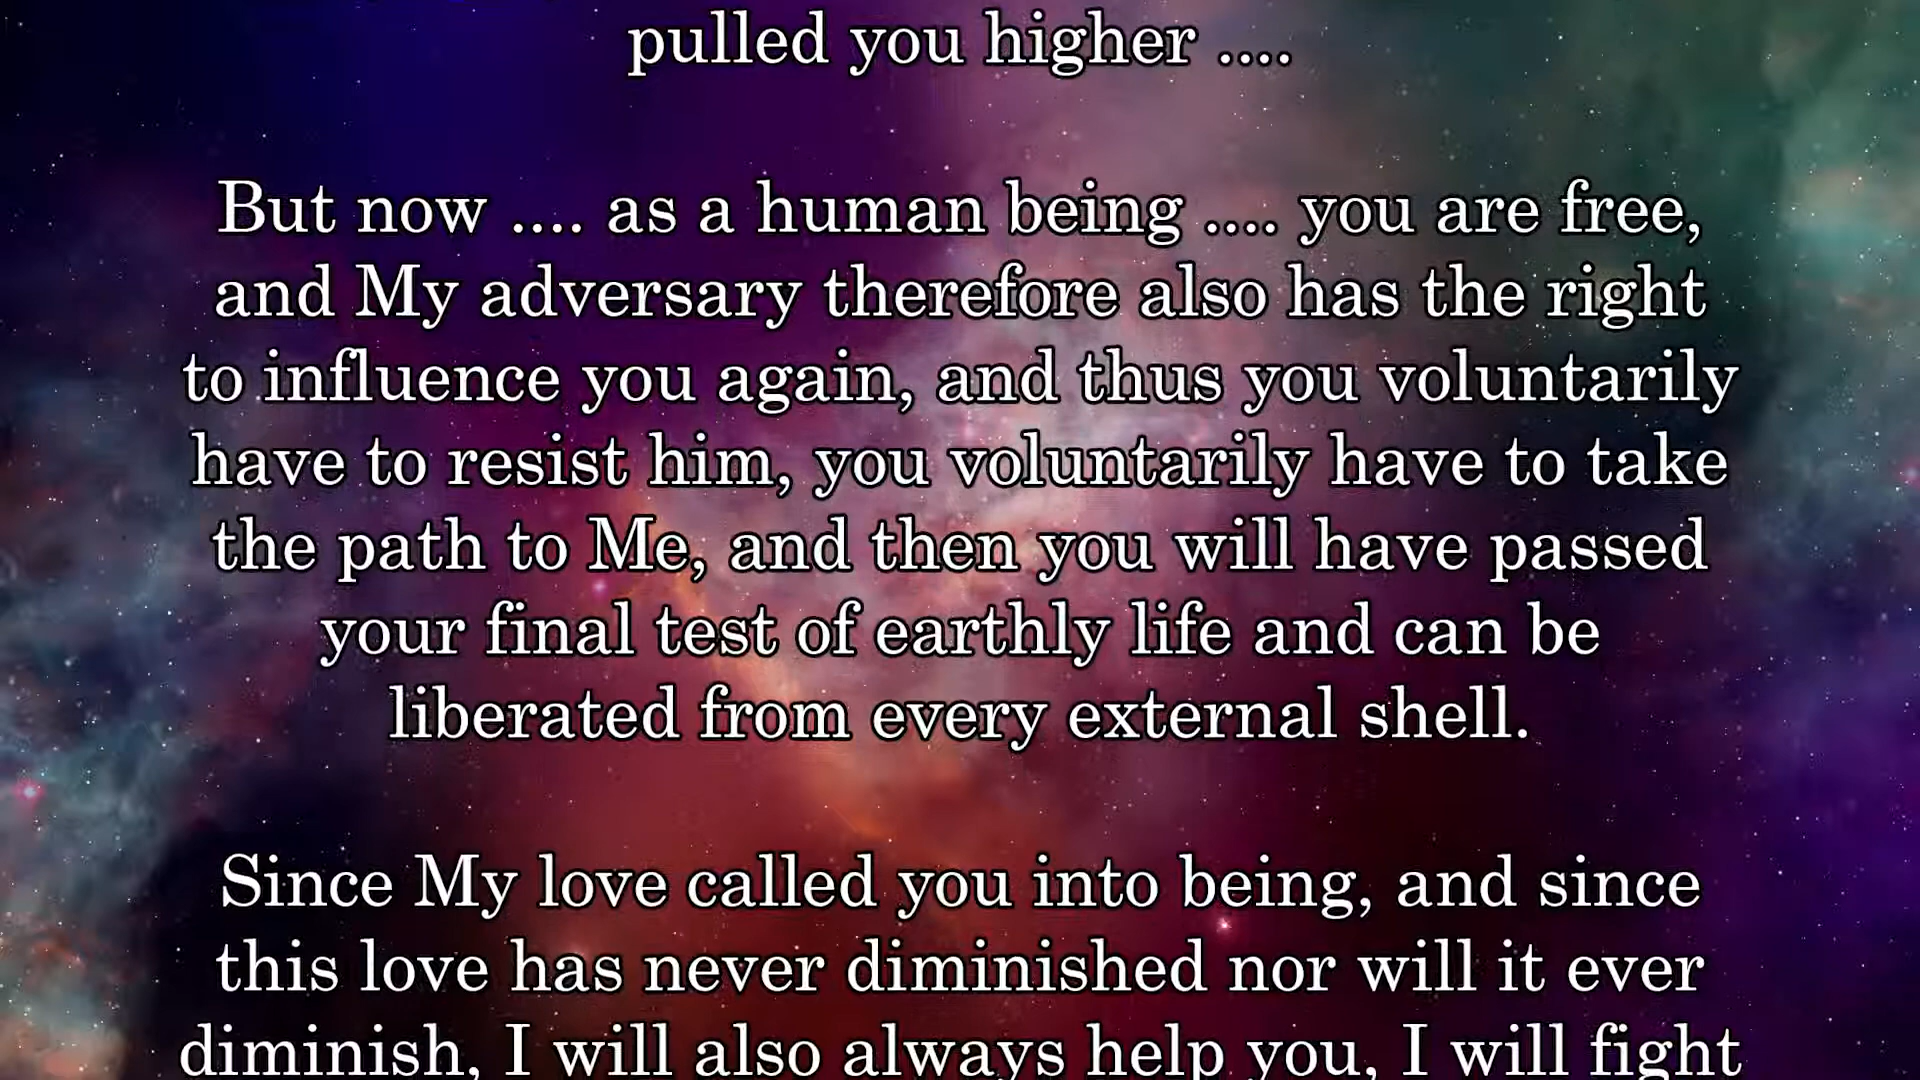 pulled you higher ....
But now .... as a human being .... you are free,
and My adversary therefore also has the right
to influence you again, and thus you voluntarily
have to resist him, you voluntarily have to take
the path to Me, and then you will have passed
your final test of earthly life and can be
liberated from every external shell.
Since My love called you into being, and since
this love has never diminished nor will it ever
diminish, I will also always help you, I will fight